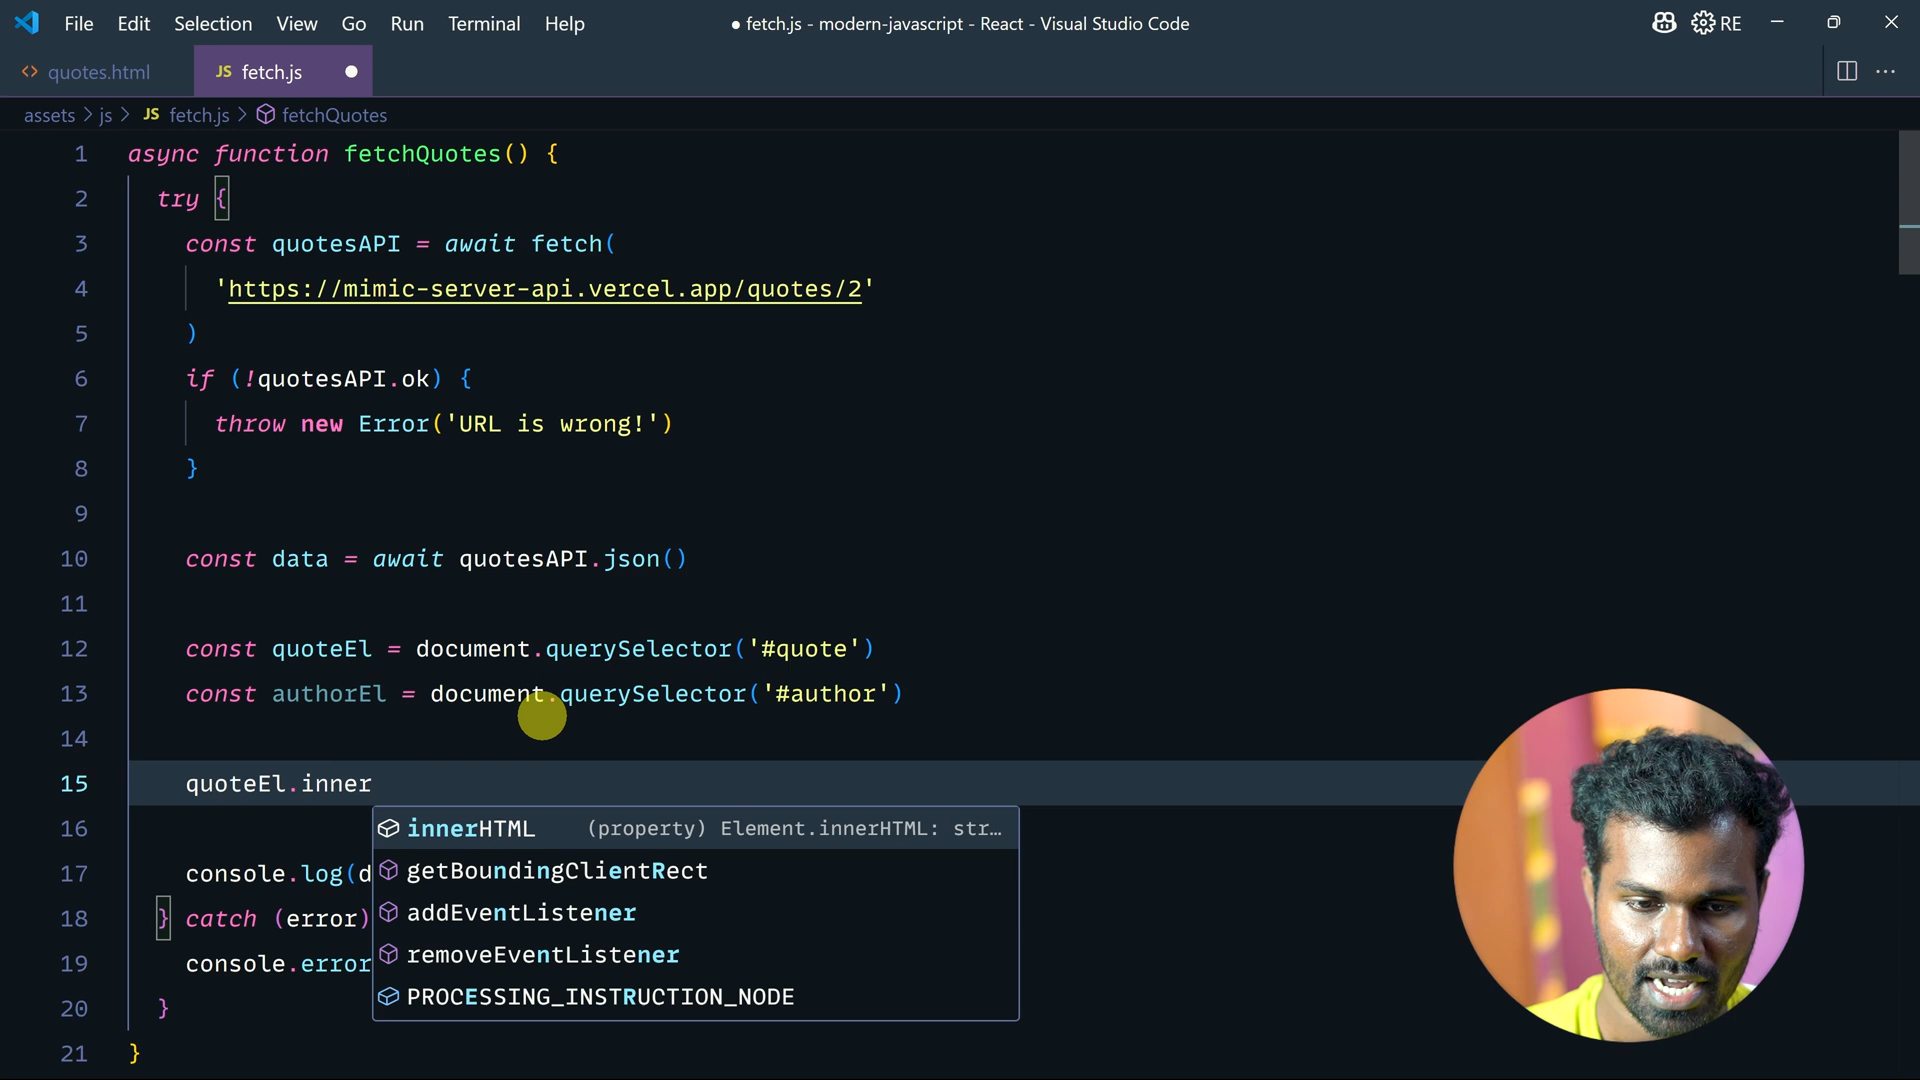 File Edit Selection View Go Run Terminal Help ● fetch.js - modern-javascript - React - Visual Studio Code RE
<> quotes.html JS fetch.js ●
assets > js > JS fetch.js > fetchQuotes
1 async function fetchQuotes() {
2 try {
3 const quotesAPI = await fetch(
4 'https://mimic-server-api.vercel.app/quotes/2'
5 )
6 if (!quotesAPI.ok) {
7 throw new Error('URL is wrong!')
8 }
9
10 const data = await quotesAPI.json()
11
12 const quoteEl = document.querySelector('#quote')
13 const authorEl = document.querySelector('#author')
14
15 quoteEl.inner
16 innerHTML (property) Element.innerHTML: str…
getBoundingClientRect
17 console.log(d
addEventListener
18 } catch (error)
removeEventListener
19 console.error
PROCESSING_INSTRUCTION_NODE
20 }
21 }